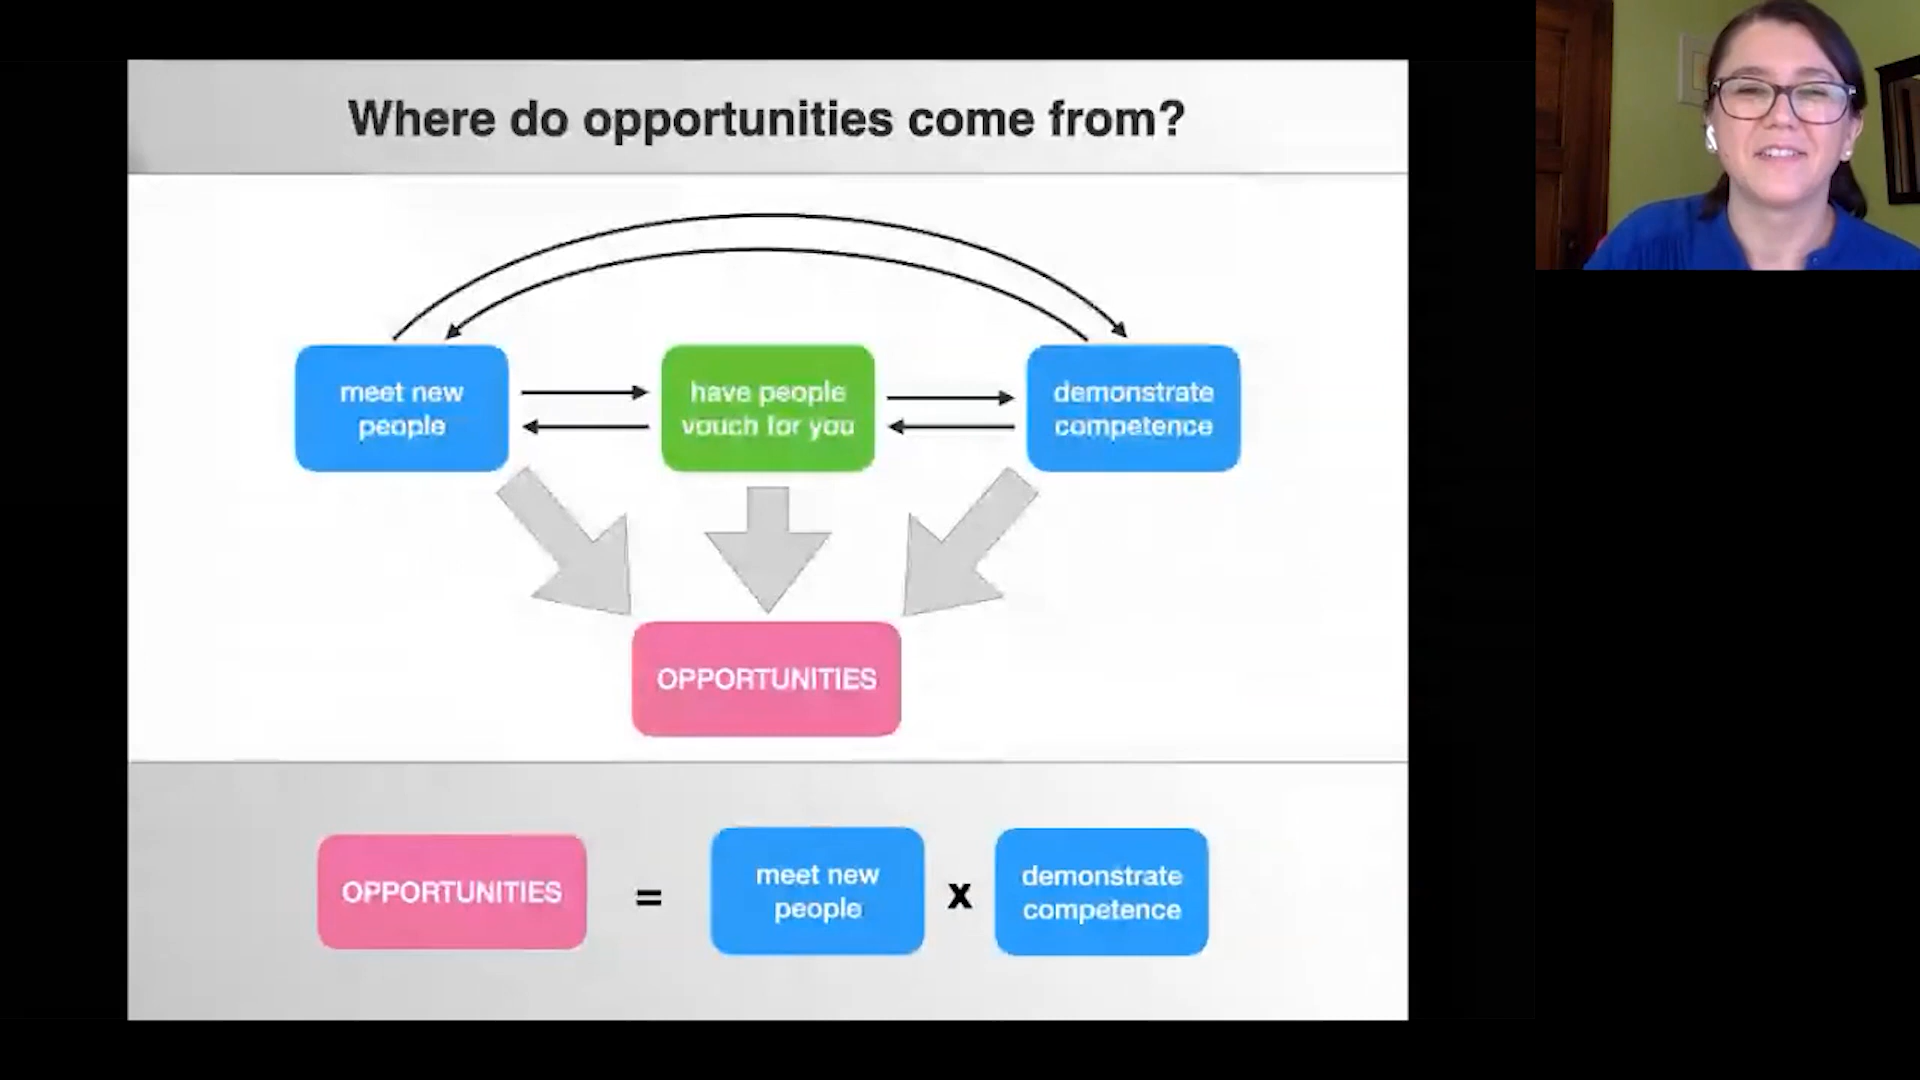 Where do opportunities come from?
meet new
people
have people
vouch for you
demonstrate
competence
OPPORTUNITIES
OPPORTUNITIES
=
meet new
people
x
demonstrate
competence